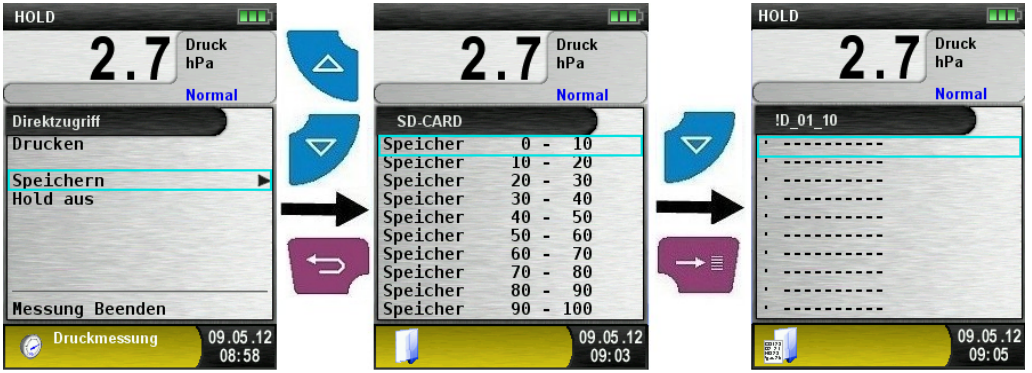 HOLD
2.7
Druck
hPa
Normal
Direktzugriff
Drucken
Speichern
Hold aus
Messung Beenden
Druckmessung
09.05.12
08:58
2.7
Druck
hPa
Normal
SD-CARD
Speicher 0 - 10
Speicher 10 - 20
Speicher 20 - 30
Speicher 30 - 40
Speicher 40 - 50
Speicher 50 - 60
Speicher 60 - 70
Speicher 70 - 80
Speicher 80 - 90
Speicher 90 - 100
09.05.12
09:03
HOLD
2.7
Druck
hPa
Normal
!D_01_10
. -----------
. -----------
. -----------
. -----------
. -----------
. -----------
. -----------
. -----------
. -----------
. -----------
09.05.12
09:05